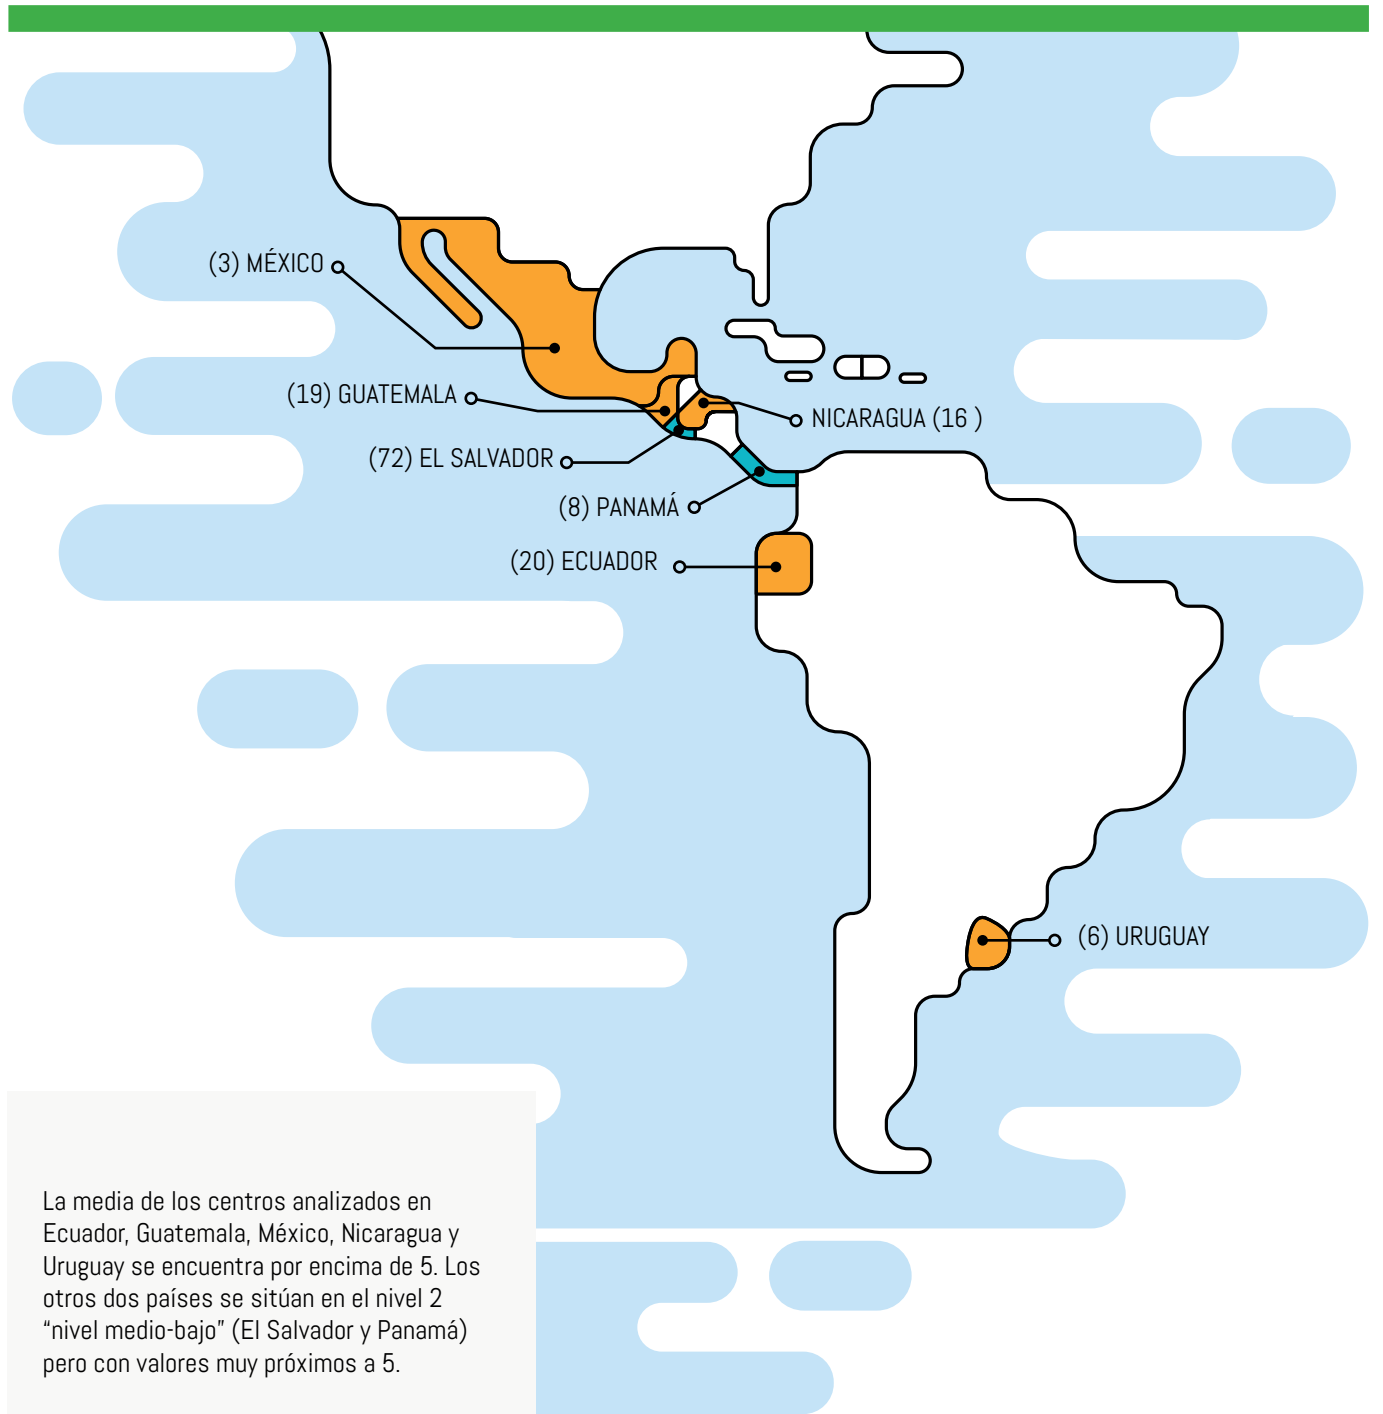 (3) MÉXICO
(19) GUATEMALA
NICARAGUA (16 )
(72) EL SALVADOR
(8) PANAMÁ
(20) ECUADOR
(6) URUGUAY
La media de los centros analizados en
Ecuador, Guatemala, México, Nicaragua y
Uruguay se encuentra por encima de 5. Los
otros dos países se sitúan en el nivel 2
“nivel medio-bajo” (El Salvador y Panamá)
pero con valores muy próximos a 5.